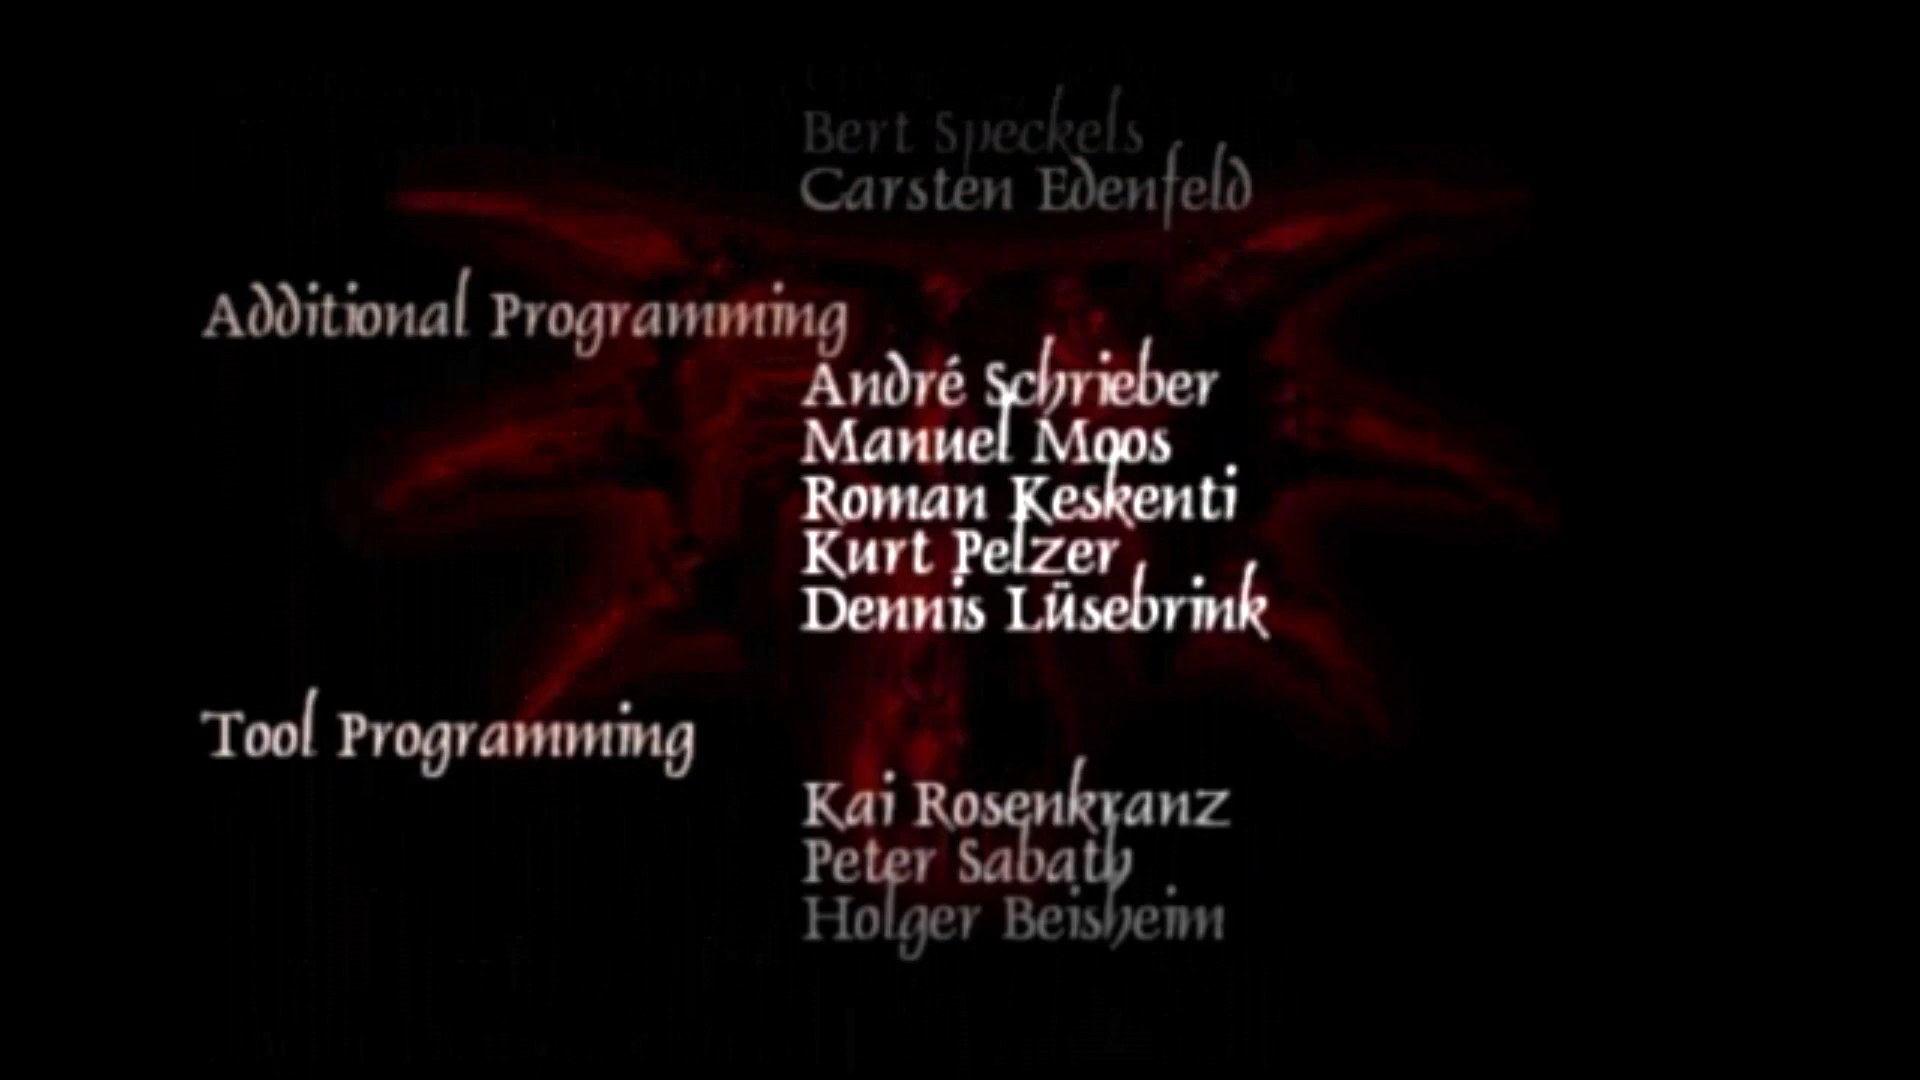 Bert Speckels
Carsten Edenfeld
Additional Programming
André Schrieber
Manuel Moos
Roman Keskenti
Kurt Pelzer
Dennis Lüsebrink
Tool Programming
Kai Rosenkranz
Peter Sabath
Holger Beisheim